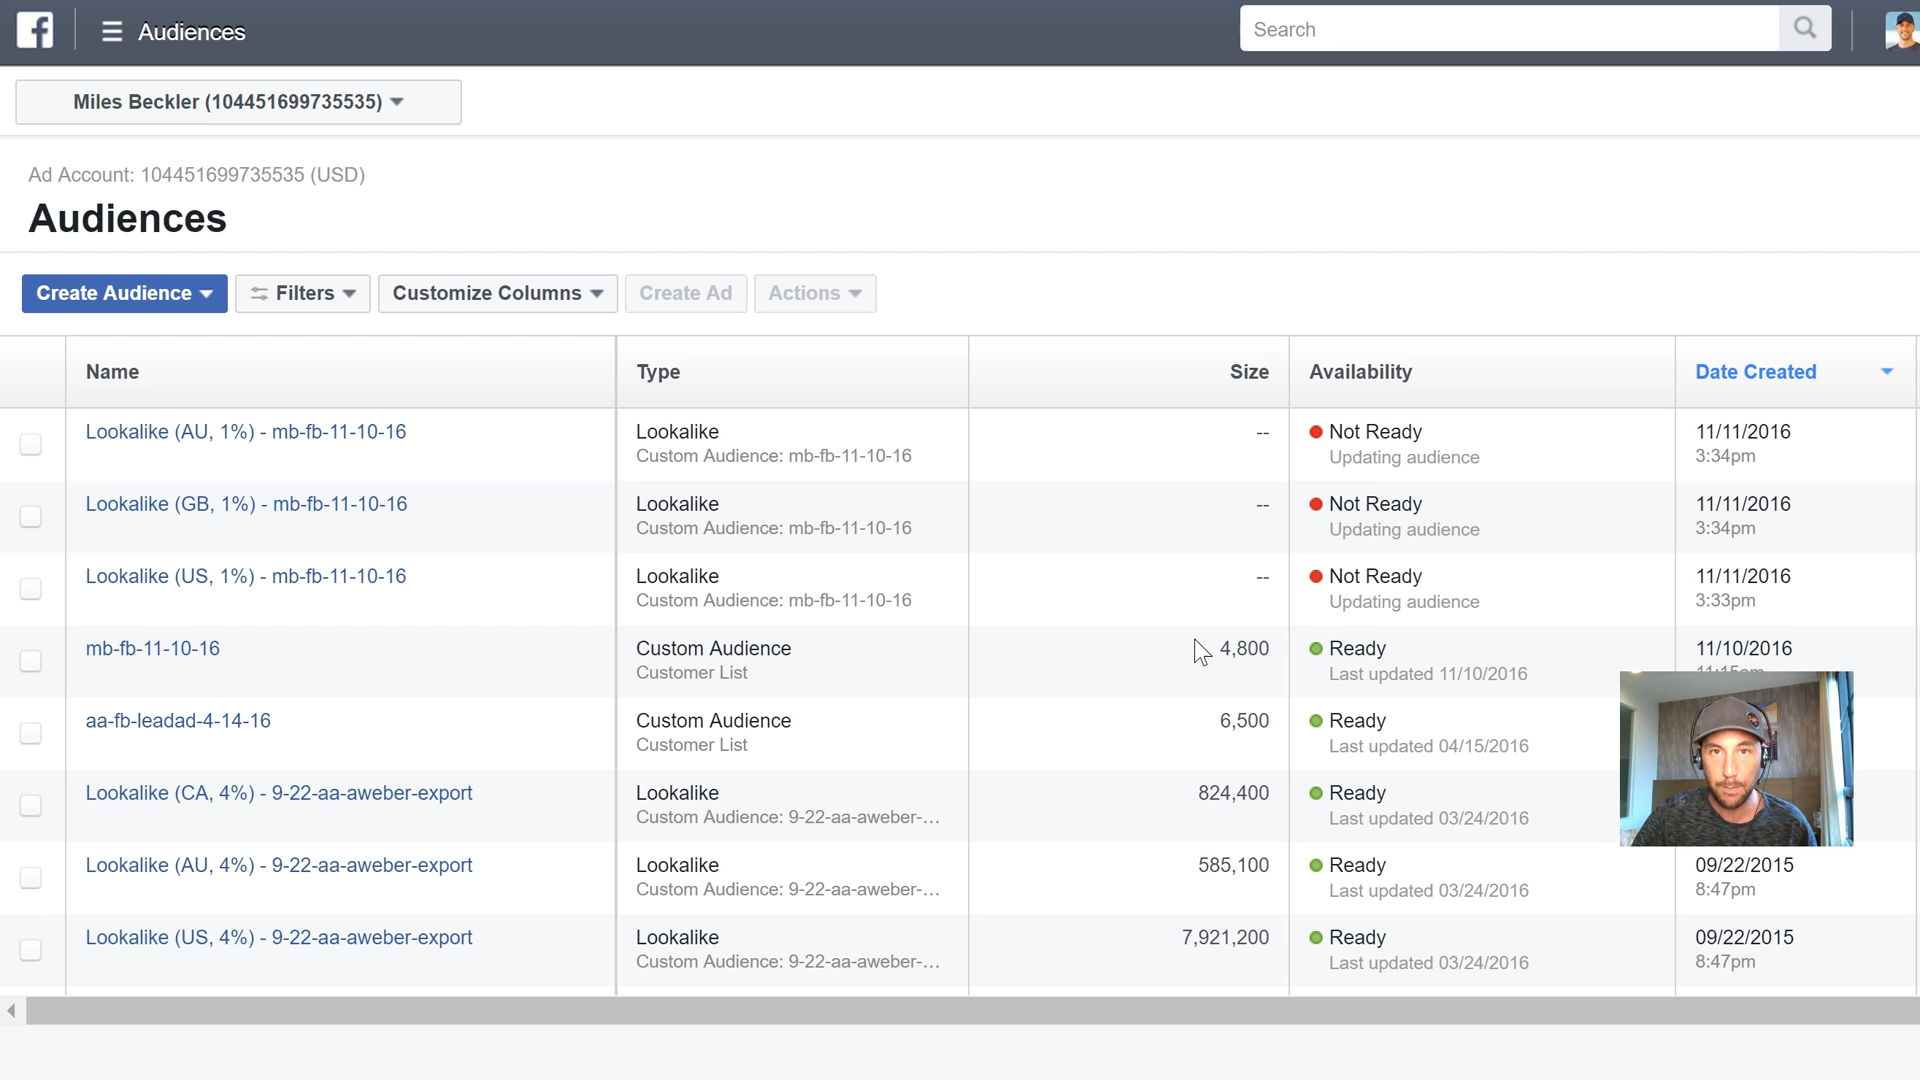 Audiences
Search
Miles Beckler (104451699735535)
Ad Account: 104451699735535 (USD)
Audiences
Create Audience
Filters
Customize Columns
Create Ad
Actions
Name
Type
Size
Availability
Date Created
Lookalike (AU, 1%) - mb-fb-11-10-16
Lookalike
Custom Audience: mb-fb-11-10-16
--
Not Ready
Updating audience
11/11/2016
3:34pm
Lookalike (GB, 1%) - mb-fb-11-10-16
Lookalike
Custom Audience: mb-fb-11-10-16
--
Not Ready
Updating audience
11/11/2016
3:34pm
Lookalike (US, 1%) - mb-fb-11-10-16
Lookalike
Custom Audience: mb-fb-11-10-16
--
Not Ready
Updating audience
11/11/2016
3:33pm
mb-fb-11-10-16
Custom Audience
Customer List
4,800
Ready
Last updated 11/10/2016
11/10/2016
aa-fb-leadad-4-14-16
Custom Audience
Customer List
6,500
Ready
Last updated 04/15/2016
Lookalike (CA, 4%) - 9-22-aa-aweber-export
Lookalike
Custom Audience: 9-22-aa-aweber-...
824,400
Ready
Last updated 03/24/2016
Lookalike (AU, 4%) - 9-22-aa-aweber-export
Lookalike
Custom Audience: 9-22-aa-aweber-...
585,100
Ready
Last updated 03/24/2016
09/22/2015
8:47pm
Lookalike (US, 4%) - 9-22-aa-aweber-export
Lookalike
Custom Audience: 9-22-aa-aweber-...
7,921,200
Ready
Last updated 03/24/2016
09/22/2015
8:47pm